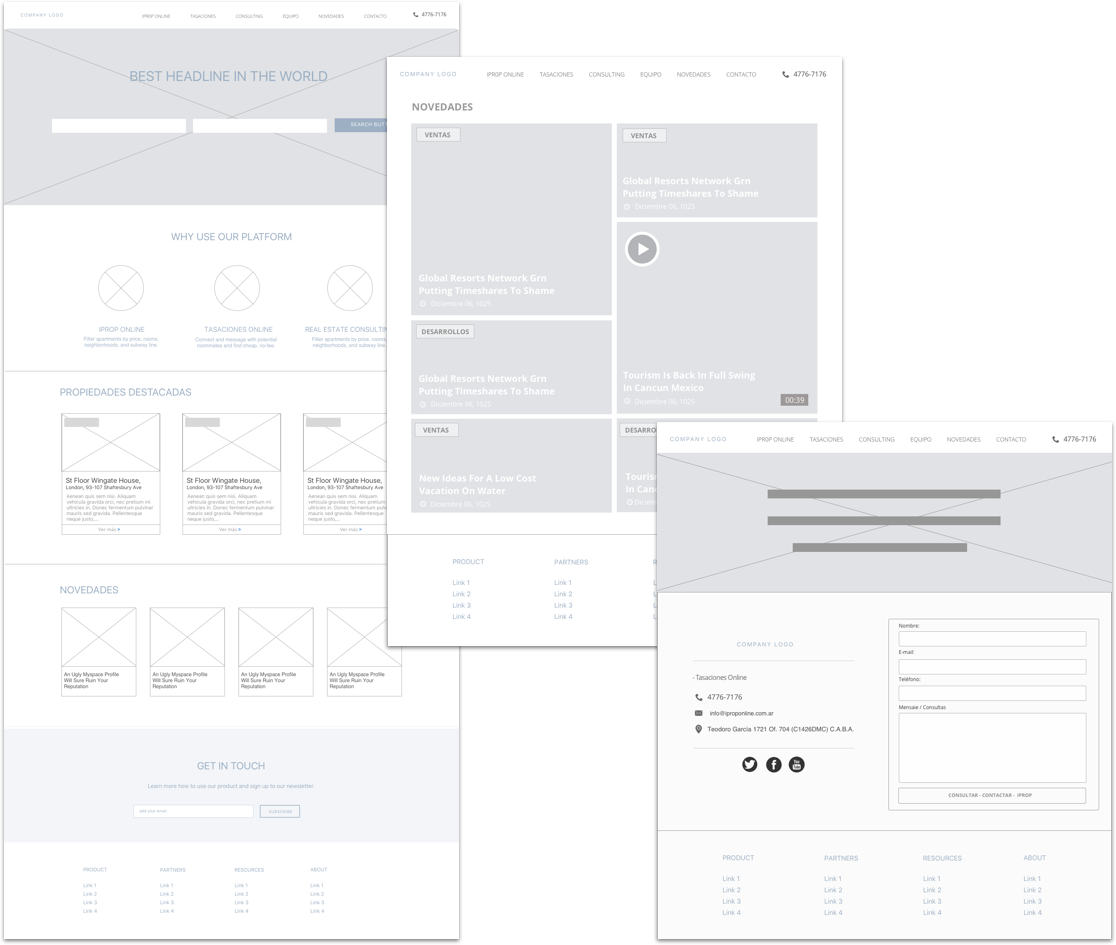 COMPANY LOGO
IPROP ONLINE TASACIONES CONSULTING EQUIPO NOVEDADES CONTACTO 4776-7176
BEST HEADLINE IN THE WORLD
SEARCH BUT
WHY USE OUR PLATFORM
IPROP ONLINE
Filter apartments by price, rooms,
neighborhoods, and subway line.
TASACIONES ONLINE
Connect and message with potential
roommates and find cheap, no-fee
REAL ESTATE CONSULTIN
Filter apartments by price, rooms,
neighborhoods, and subway line.
PROPIEDADES DESTACADAS
St Floor Wingate House,
London, 93-107 Shaftesbury Ave
Aenean quis sem nisi. Aliquam
vehicula gravida orci, nec pretium mi
ultricies in. Donec fermentum pulvinar
mauris sed gravida. Pellentesque
neque justo,...
Ver más >
St Floor Wingate House,
London, 93-107 Shaftesbury Ave
Aenean quis sem nisi. Aliquam
vehicula gravida orci, nec pretium mi
ultricies in. Donec fermentum pulvinar
mauris sed gravida. Pellentesque
neque justo,...
Ver más >
St Floor Wingate House,
London, 93-107 Shaftesbury Ave
Aenean quis sem nisi. Aliquam
vehicula gravida orci, nec pretium mi
ultricies in. Donec fermentum pulvinar
mauris sed gravida. Pellentesque
neque justo,...
Ver más >
NOVEDADES
An Ugly Myspace Profile
Will Sure Ruin Your
Reputation
An Ugly Myspace Profile
Will Sure Ruin Your
Reputation
An Ugly Myspace Profile
Will Sure Ruin Your
Reputation
An Ugly Myspace Profile
Will Sure Ruin Your
Reputation
GET IN TOUCH
Learn more how to use our product and sign up to our newsletter.
add your email
SUBSCRIBE
PRODUCT PARTNERS RESOURCES ABOUT
Link 1 Link 1 Link 1 Link 1
Link 2 Link 2 Link 2 Link 2
Link 3 Link 3 Link 3 Link 3
Link 4 Link 4 Link 4 Link 4
COMPANY LOGO
IPROP ONLINE TASACIONES CONSULTING EQUIPO NOVEDADES CONTACTO 4776-7176
NOVEDADES
VENTAS
Global Resorts Network Grn
Putting Timeshares To Shame
Diciembre 06, 1025
VENTAS
Global Resorts Network Grn
Putting Timeshares To Shame
Diciembre 06, 1025
DESARROLLOS
Global Resorts Network Grn
Putting Timeshares To Shame
Diciembre 06, 1025
Tourism Is Back In Full Swing
In Cancun Mexico
Diciembre 06, 1025
00:39
VENTAS
New Ideas For A Low Cost
Vacation On Water
Diciembre 06, 1025
DESARRO
Touris
In Canc
Diciem
PRODUCT PARTNERS
Link 1 Link 1
Link 2 Link 2
Link 3 Link 3
Link 4 Link 4
COMPANY LOGO
IPROP ONLINE TASACIONES CONSULTING EQUIPO NOVEDADES CONTACTO 4776-7176
COMPANY LOGO
- Tasaciones Online
4776-7176
info@iproponline.com.ar
Teodoro García 1721 Of. 704 (C1426DMC) C.A.B.A.
You
Tube
Nombre:
E-mail
Teléfono:
Mensaie / Consultas
CONSULTAR - CONTACTAR - IPROP
PRODUCT PARTNERS RESOURCES ABOUT
Link 1 Link 1 Link 1 Link 1
Link 2 Link 2 Link 2 Link 2
Link 3 Link 3 Link 3 Link 3
Link 4 Link 4 Link 4 Link 4